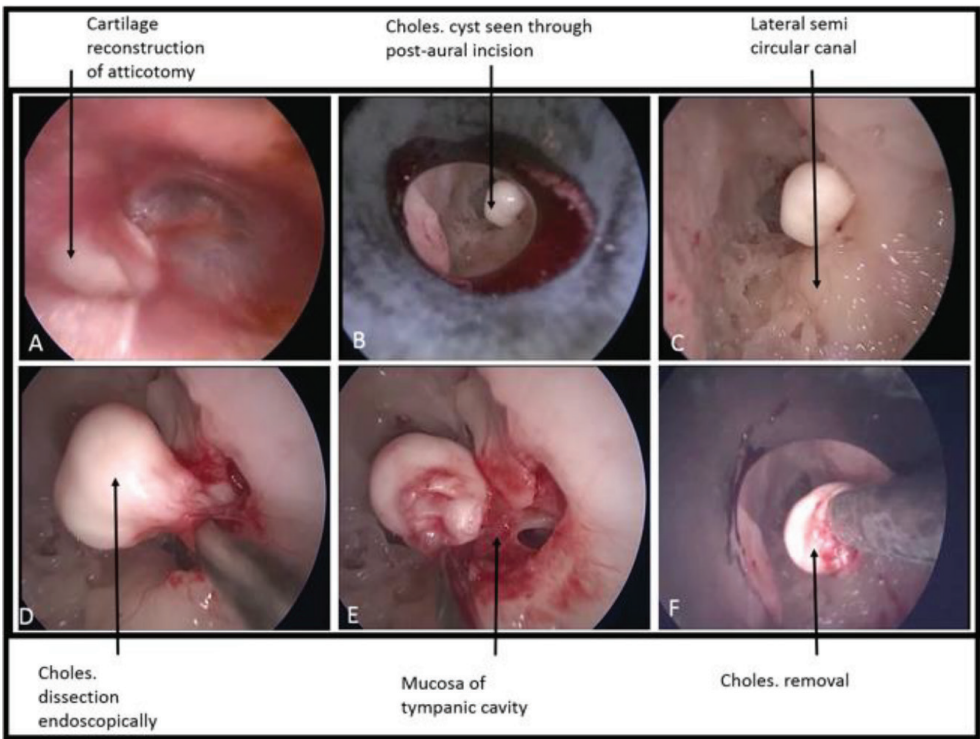 Cartilage
reconstruction
of atticotomy
Choles. cyst seen through
post-aural incision
Lateral semi
circular canal
A
B
C
D
E
F
Choles.
dissection
endoscopically
Mucosa of
tympanic cavity
Choles. removal